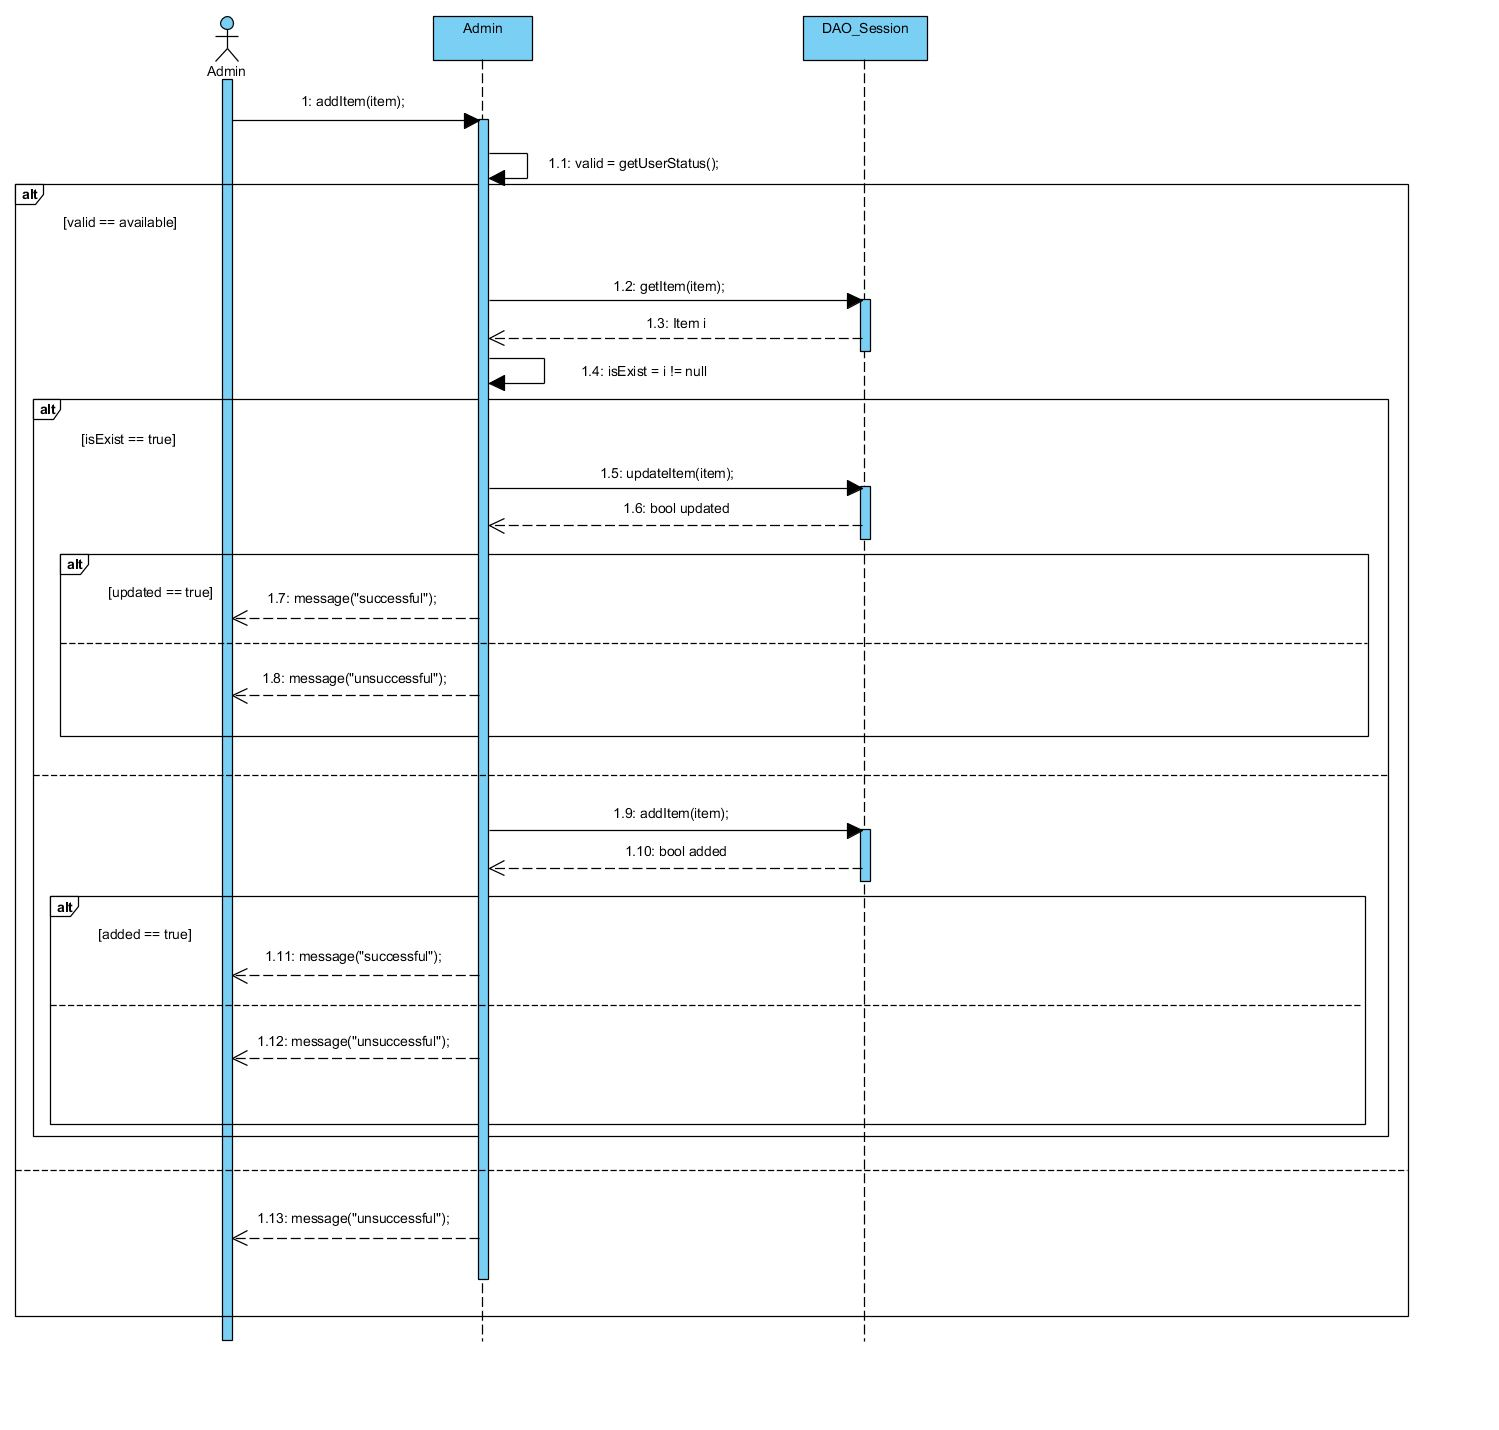 Admin
DAO_Session
Admin
1: addItem(item);
1.1: valid = getUserStatus();
alt
[valid == available]
1.2: getItem(item);
1.3: Item i
1.4: isExist = i != null
alt
[isExist == true]
1.5: updateItem(item);
1.6: bool updated
alt
[updated == true]
1.7: message("successful");
1.8: message("unsuccessful");
1.9: addItem(item);
1.10: bool added
alt
[added == true]
1.11: message("successful");
1.12: message("unsuccessful");
1.13: message("unsuccessful");